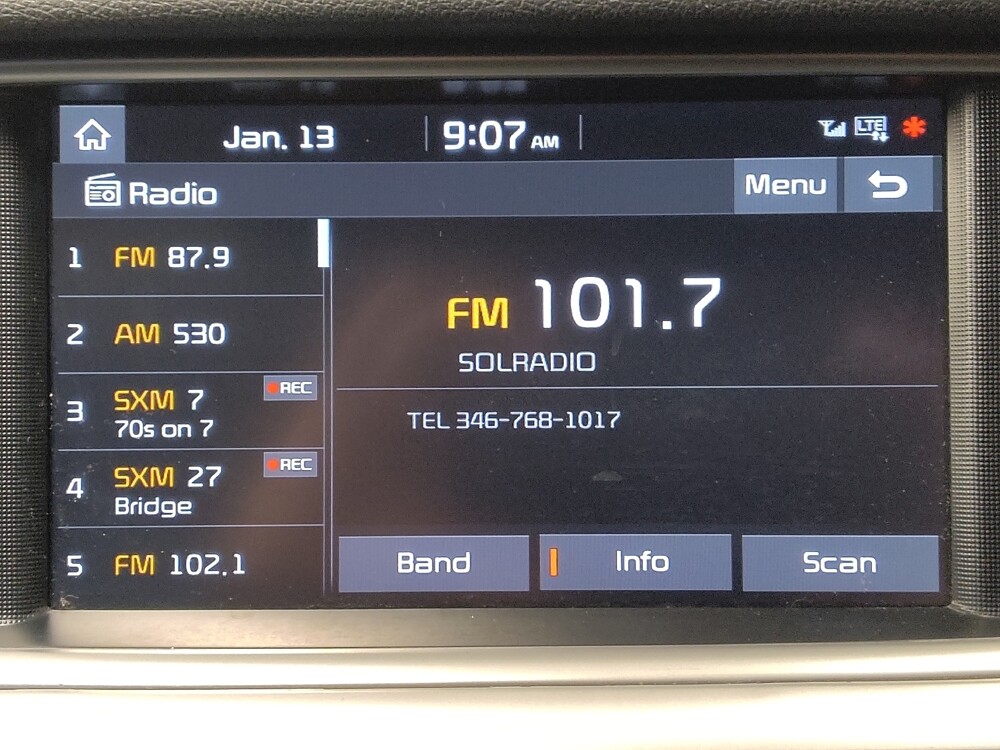 Jan. 13 9:07 AM LTE
Radio Menu
1 FM 87.9
2 AM 530
3 SXM 7 REC
70s on 7
4 SXM 27 REC
Bridge
5 FM 102.1
FM 101.7
SOLRADIO
TEL 346-768-1017
Band Info Scan